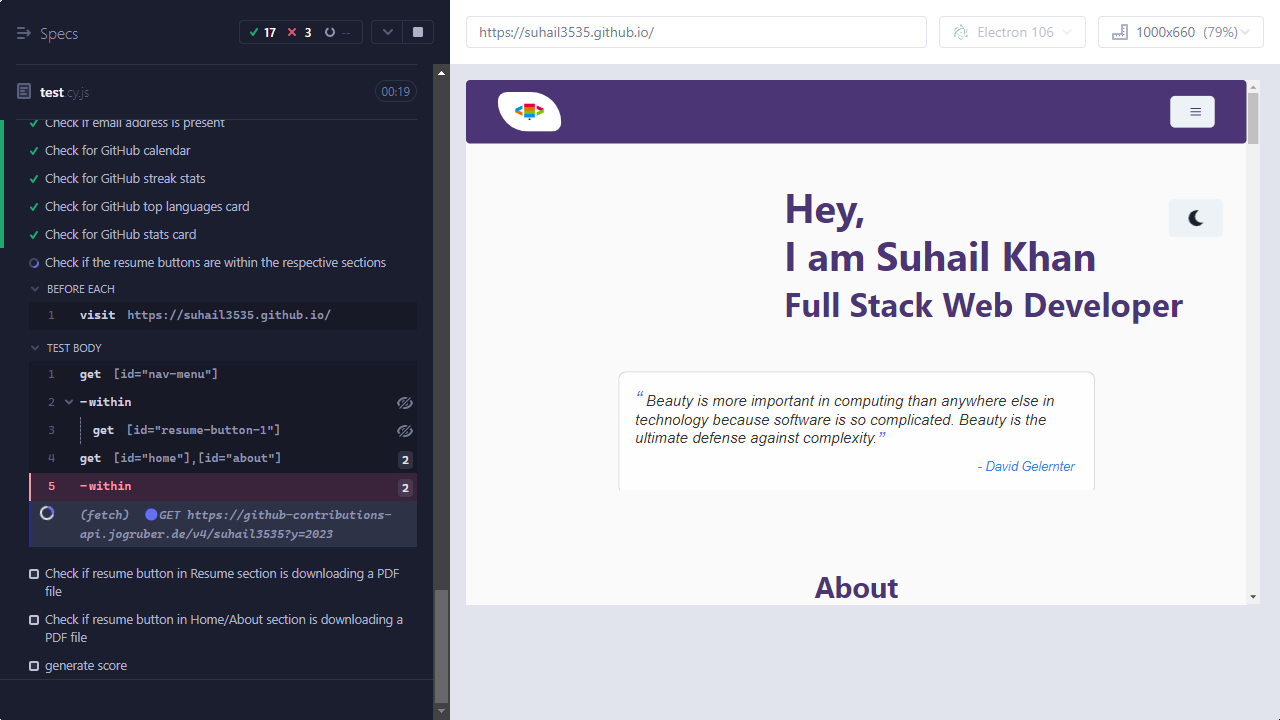 Specs
17
3
--
test cy.js
00:19
Check if email address is present
Check for GitHub calendar
Check for GitHub streak stats
Check for GitHub top languages card
Check for GitHub stats card
Check if the resume buttons are within the respective sections
BEFORE EACH
1 visit https://suhail3535.github.io/
TEST BODY
1 get [id="nav-menu"]
2 -within
3 get [id="resume-button-1"]
4 get [id="home"],[id="about"] 2
5 -within 2
(fetch) GET https://github-contributions-
api.jogruber.de/v4/suhail3535?y=2023
Check if resume button in Resume section is downloading a PDF
file
Check if resume button in Home/About section is downloading a
PDF file
generate score
https://suhail3535.github.io/
Electron 106
1000x660 (79%)
Hey,
I am Suhail Khan
Full Stack Web Developer
“ Beauty is more important in computing than anywhere else in
technology because software is so complicated. Beauty is the
ultimate defense against complexity.”
- David Gelernter
About